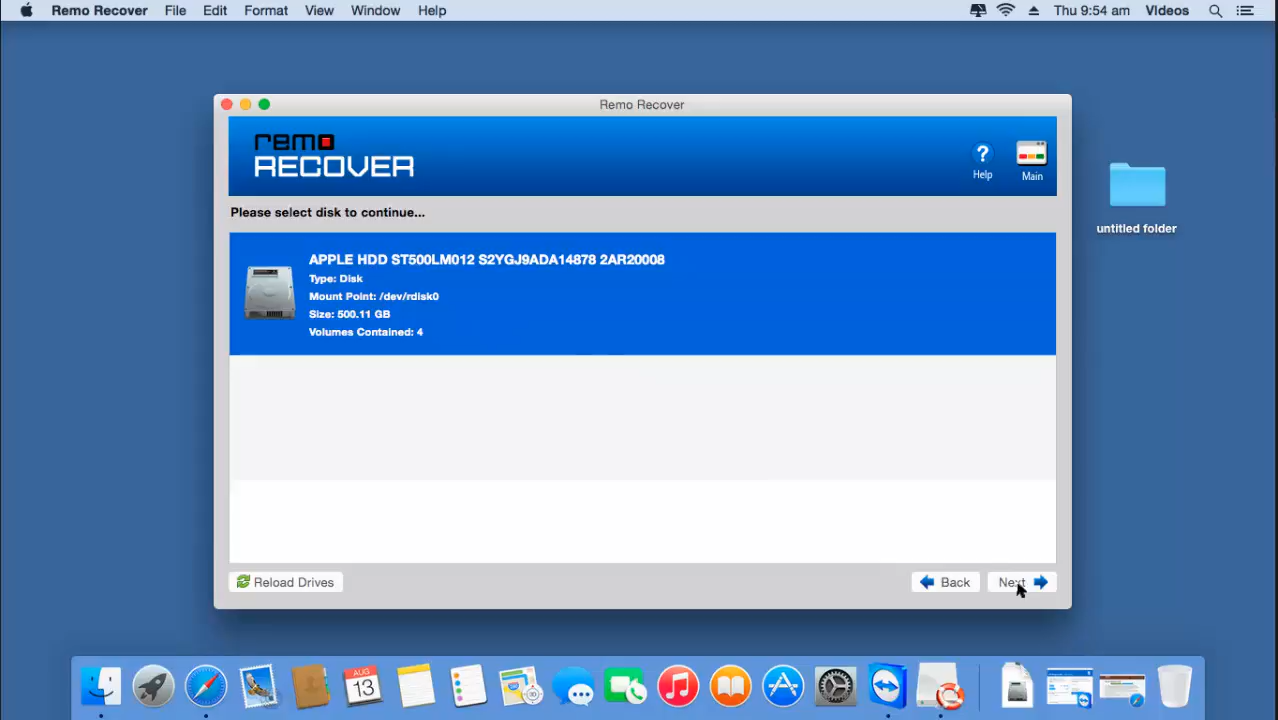 Remo Recover File Edit Format View Window Help Thu 9:54 am Videos
Remo Recover
remo
RECOVER
? Help Main
Please select disk to continue...
untitled folder
APPLE HDD ST500LM012 S2YGJ9ADA14878 2AR20008
Type: Disk
Mount Point: /dev/rdisk0
Size: 500.11 GB
Volumes Contained: 4
Reload Drives Back Next
AUG
13